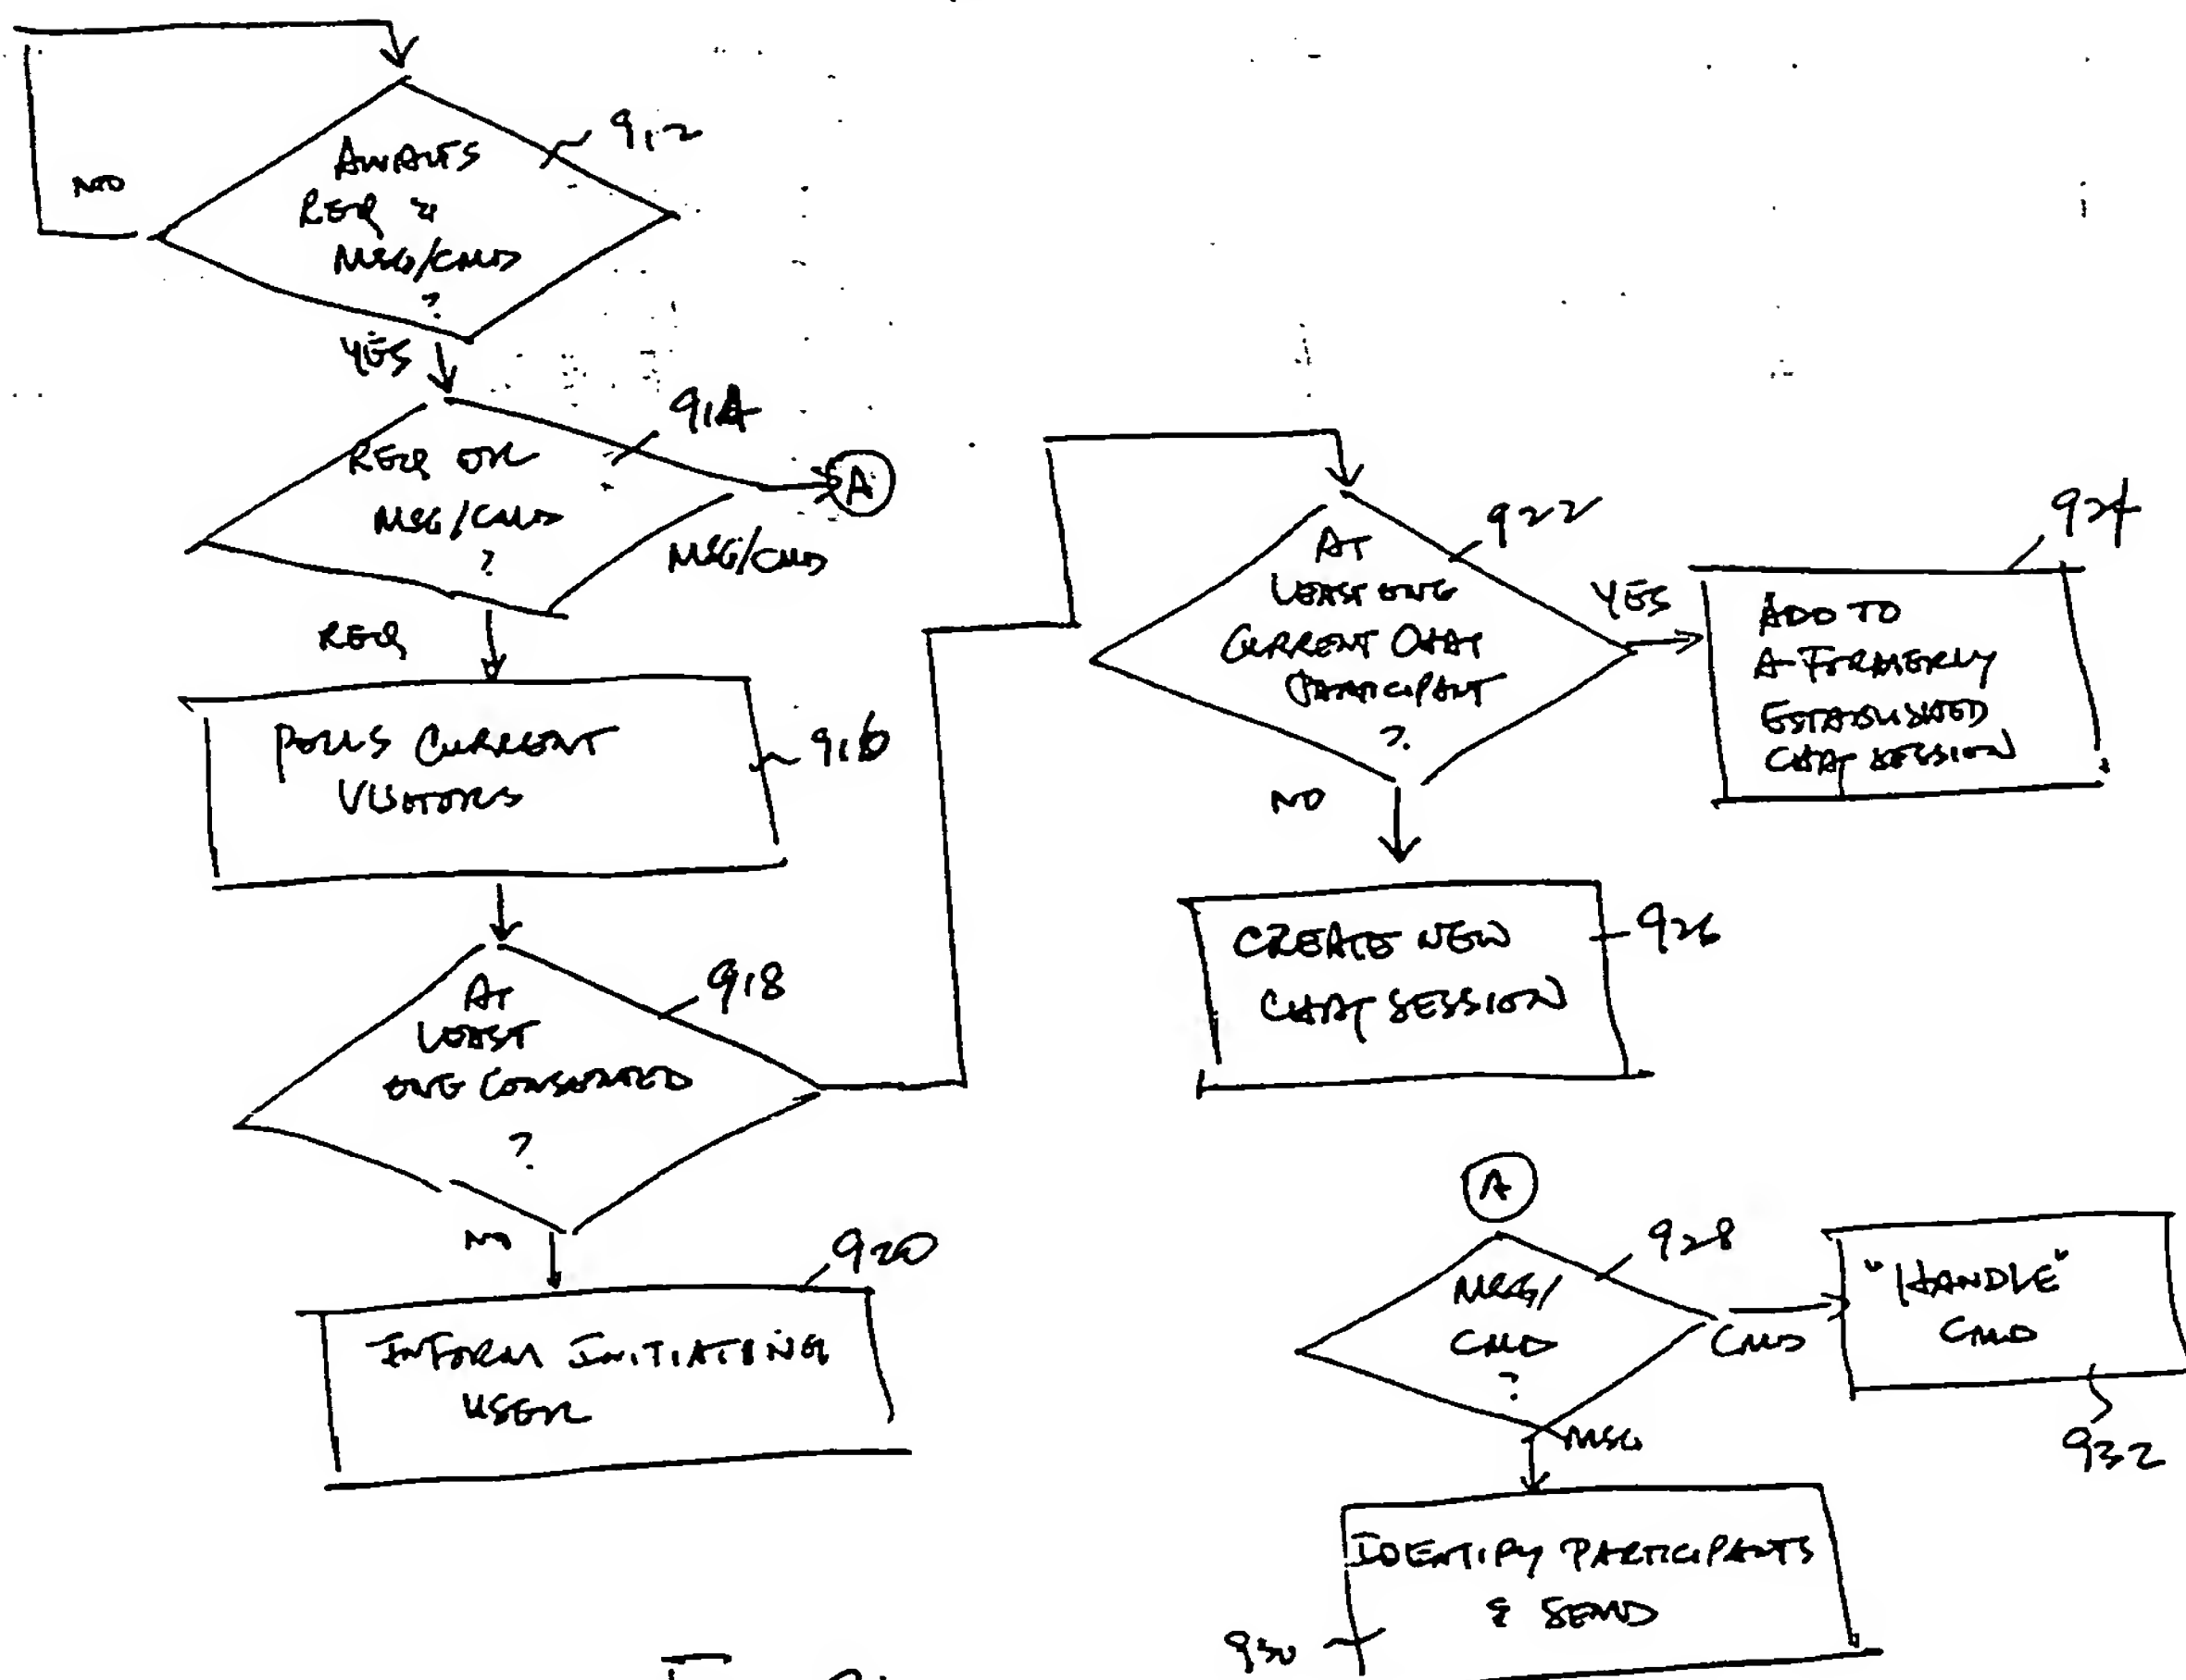 912
NO
AWAITS
REQ or
MSG/CMD
?
YES
914
REQ OR
MSG/CMD
?
A
MSG/CMD
REQ
POLLS CURRENT
VISITORS
916
AT
LEAST
ONE CONSENTED
?
918
NO
920
INFORM INITIATING
USER
922
AT
LEAST ONE
CURRENT CHAT
PARTICIPANT
?
YES
924
ADD TO
A FORMERLY
ESTABLISHED
CHAT SESSION
NO
CREATE NEW
CHAT SESSION
926
A
928
MSG/
CMD
?
CMD
"HANDLE"
CMD
932
MSG
IDENTIFY PARTICIPANTS
& SEND
930